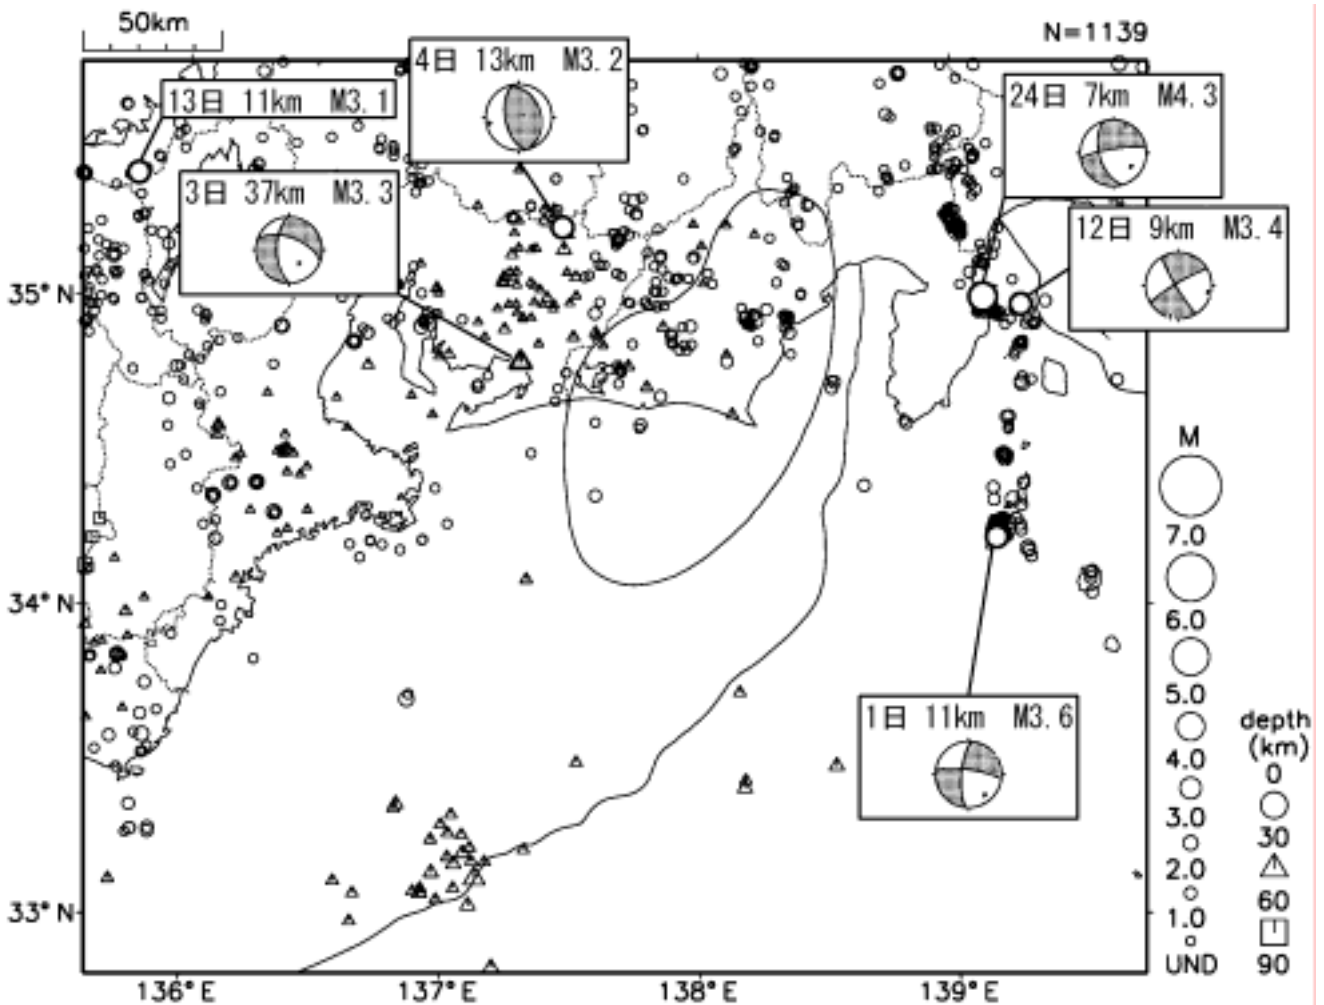 50km
N=1139
4日 13km M3.2
13日 11km M3.1
24日 7km M4.3
3日 37km M3.3
12日 9km M3.4
35°N
34°N
33°N
1日 11km M3.6
136°E
137°E
138°E
139°E
M
7.0
6.0
5.0
4.0
3.0
2.0
1.0
UND
depth
(km)
0
30
60
90